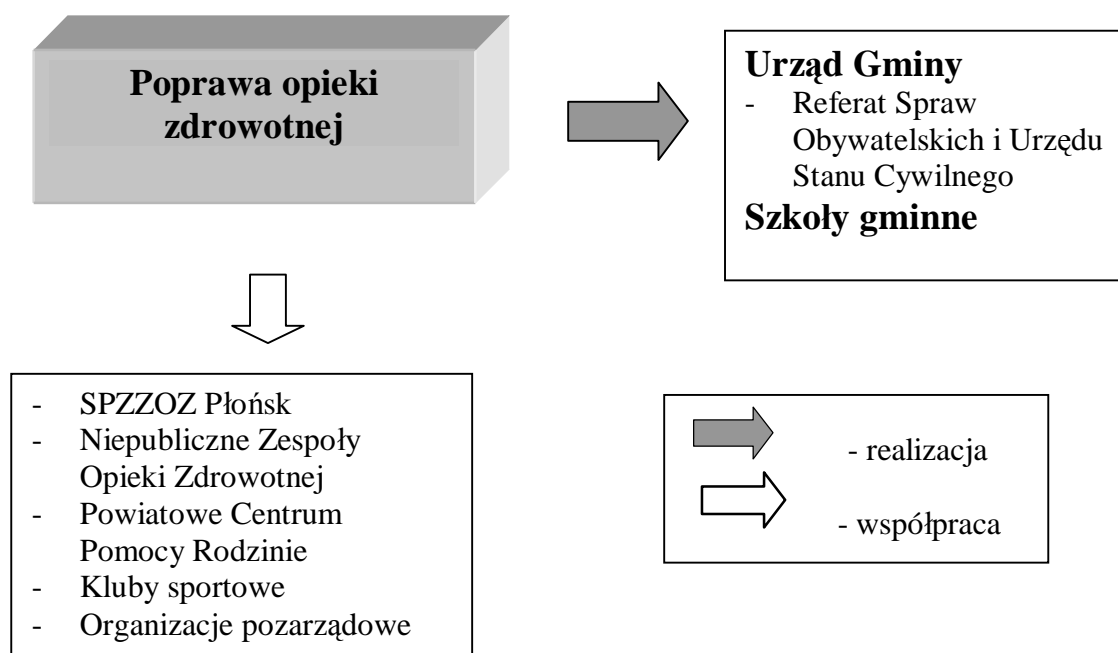 Poprawa opieki
zdrowotnej
Urząd Gminy
- Referat Spraw
Obywatelskich i Urzędu
Stanu Cywilnego
Szkoły gminne
- SPZZOZ Płońsk
- Niepubliczne Zespoły
Opieki Zdrowotnej
- Powiatowe Centrum
Pomocy Rodzinie
- Kluby sportowe
- Organizacje pozarządowe
- realizacja
- współpraca